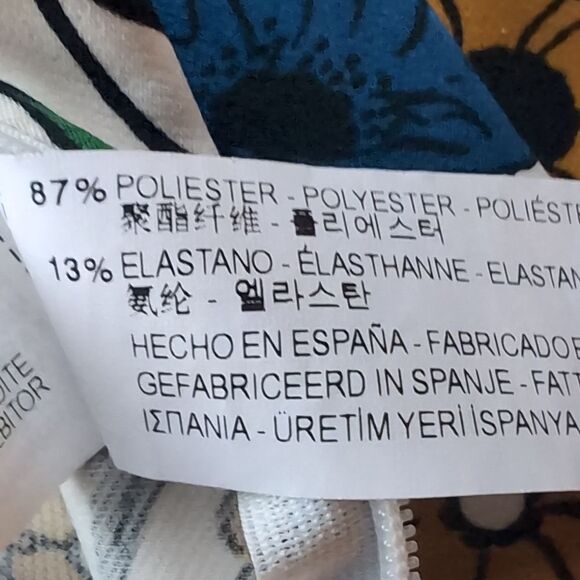 87% POLIESTER - POLYESTER - POLIÉST
聚酯纤维 - 폴리에스터
13% ELASTANO - ÉLASTHANNE - ELASTAN
氨纶 - 엘라스탄
HECHO EN ESPAÑA - FABRICADO E
GEFABRICEERD IN SPANJE - FATT
ΙΣΠΑΝΙΑ - ÜRETİM YERİ İSPANYA